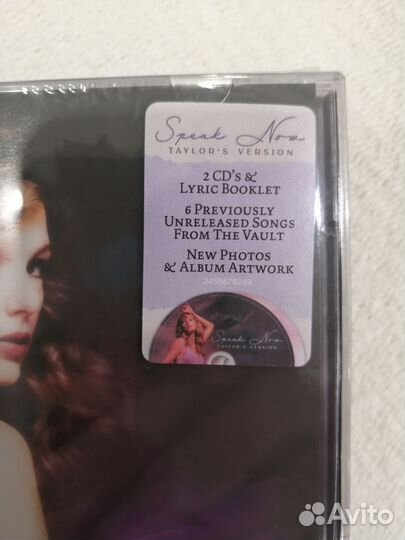 Speak Now
TAYLOR'S VERSION
2 CD'S &
LYRIC BOOKLET
6 PREVIOUSLY
UNRELEASED SONGS
FROM THE VAULT
NEW PHOTOS
& ALBUM ARTWORK
2455678249
Speak Now
TAYLOR'S VERSION
Avito